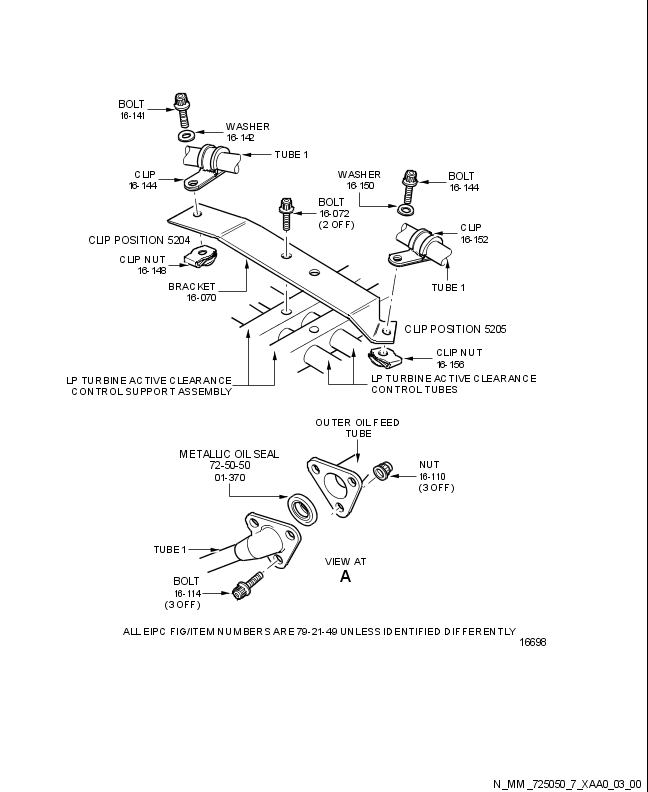 BOLT
16-141
WASHER
16-142
TUBE 1
CLIP
16-144
WASHER
16-150
BOLT
16-144
BOLT
16-072
(2 OFF)
CLIP
16-152
CLIP POSITION 5204
CLIP NUT
16-148
BRACKET
16-070
TUBE 1
CLIP POSITION 5205
CLIP NUT
16-156
LP TURBINE ACTIVE CLEARANCE
CONTROL SUPPORT ASSEMBLY
LP TURBINE ACTIVE CLEARANCE
CONTROL TUBES
OUTER OIL FEED
TUBE
METALLIC OIL SEAL
72-50-50
01-370
NUT
16-110
(3 OFF)
TUBE 1
VIEW AT
A
BOLT
16-114
(3 OFF)
ALL EIPC FIG/ITEM NUMBERS ARE 79-21-49 UNLESS IDENTIFIED DIFFERENTLY
16698
N_MM_725050_7_XAA0_03_00